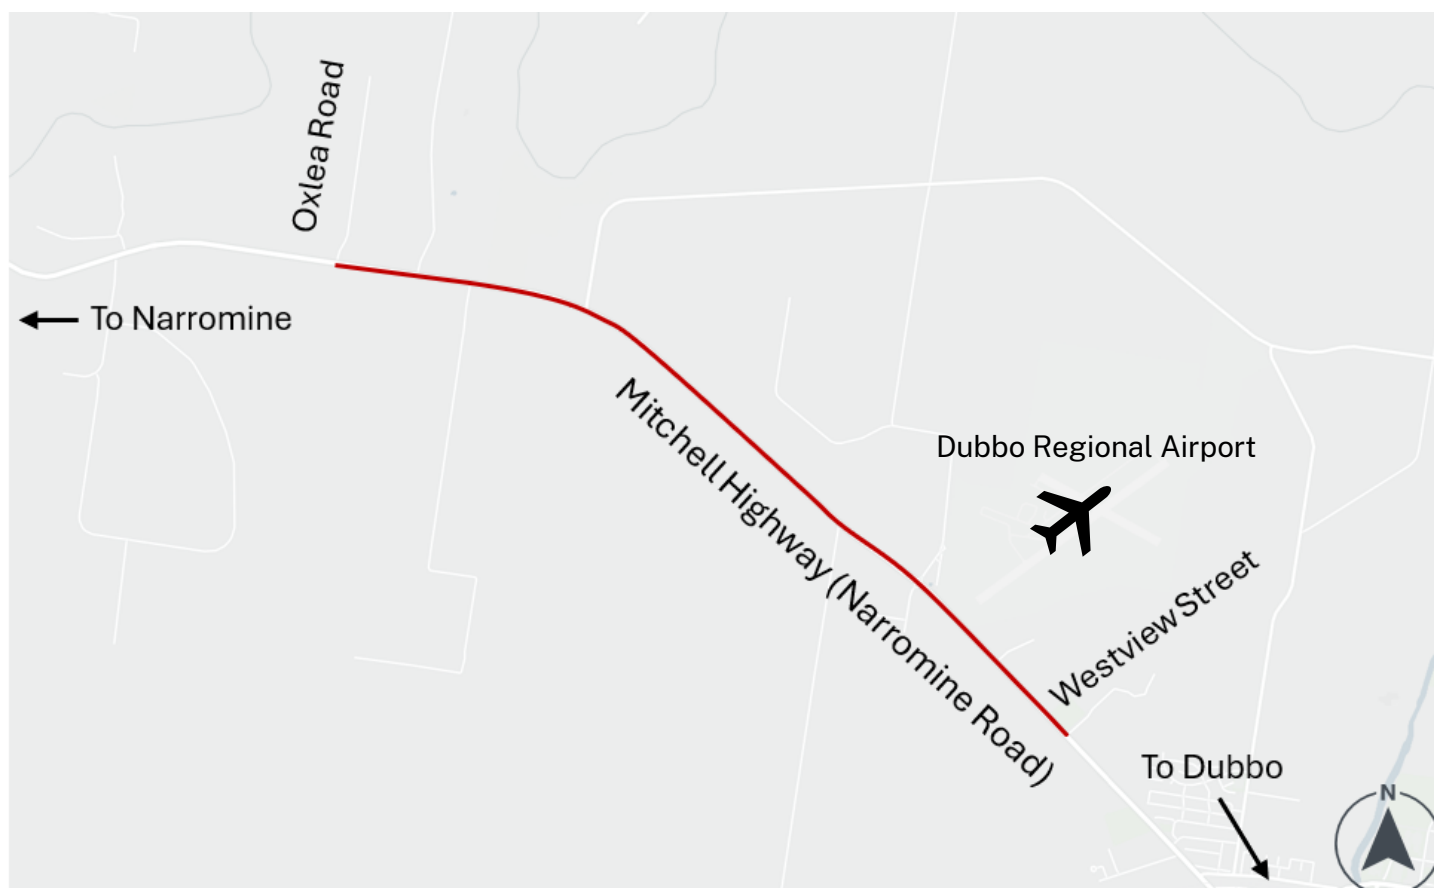 Oxlea Road
To Narromine
Mitchell Highway (Narromine Road)
Dubbo Regional Airport
Westview Street
To Dubbo
N